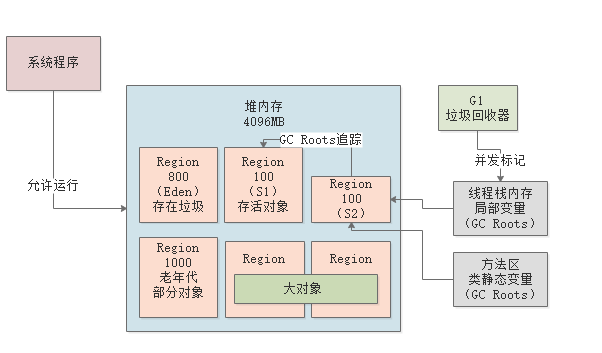 系统程序
允许运行
堆内存
4096MB
GC Roots追踪
Region
800
(Eden)
存在垃圾
Region
100
(S1)
存活对象
Region
100
(S2)
Region
1000
老年代
部分对象
Region
Region
大对象
G1
垃圾回收器
并发标记
线程栈内存
局部变量
(GC Roots)
方法区
类静态变量
(GC Roots)